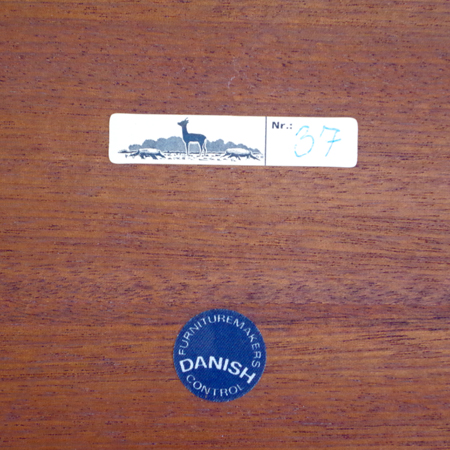 Nr.: 37
FURNITUREMAKERS
DANISH
CONTROL